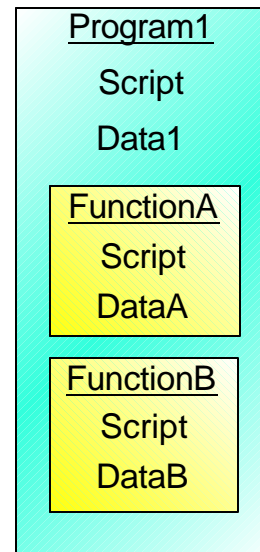 Program1
Script
Data1
FunctionA
Script
DataA
FunctionB
Script
DataB